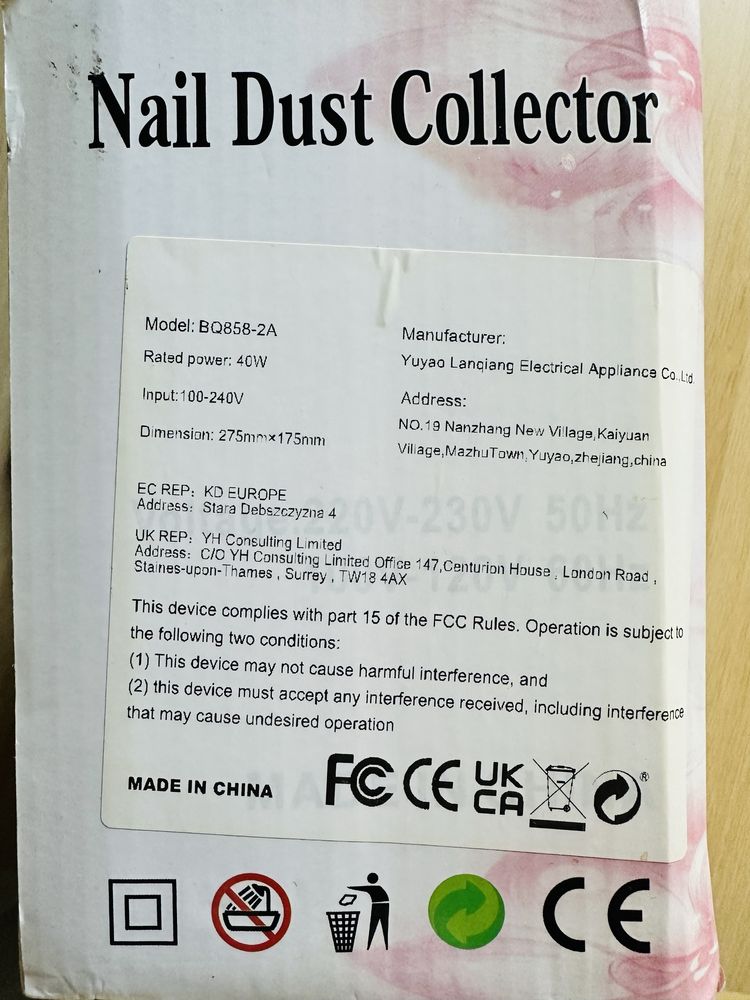 Nail Dust Collector
Model: BQ858-2A
Rated power: 40W
Input:100-240V
Dimension: 275mm×175mm
Manufacturer:
Yuyao Lanqiang Electrical Appliance Co.,Ltd.
Address:
NO.19 Nanzhang New Village,Kaiyuan
Village,MazhuTown,Yuyao,zhejiang,china
EC REP: KD EUROPE
Address: Stara Debszczyzna 4
UK REP: YH Consulting Limited
Address: C/O YH Consulting Limited Office 147,Centurion House , London Road ,
Staines-upon-Thames , Surrey , TW18 4AX
220V-230V 50Hz
This device complies with part 15 of the FCC Rules. Operation is subject to
the following two conditions:
(1) This device may not cause harmful interference, and
(2) this device must accept any interference received, including interference
that may cause undesired operation
MADE IN CHINA
FCC CE UK
CA
®
CE